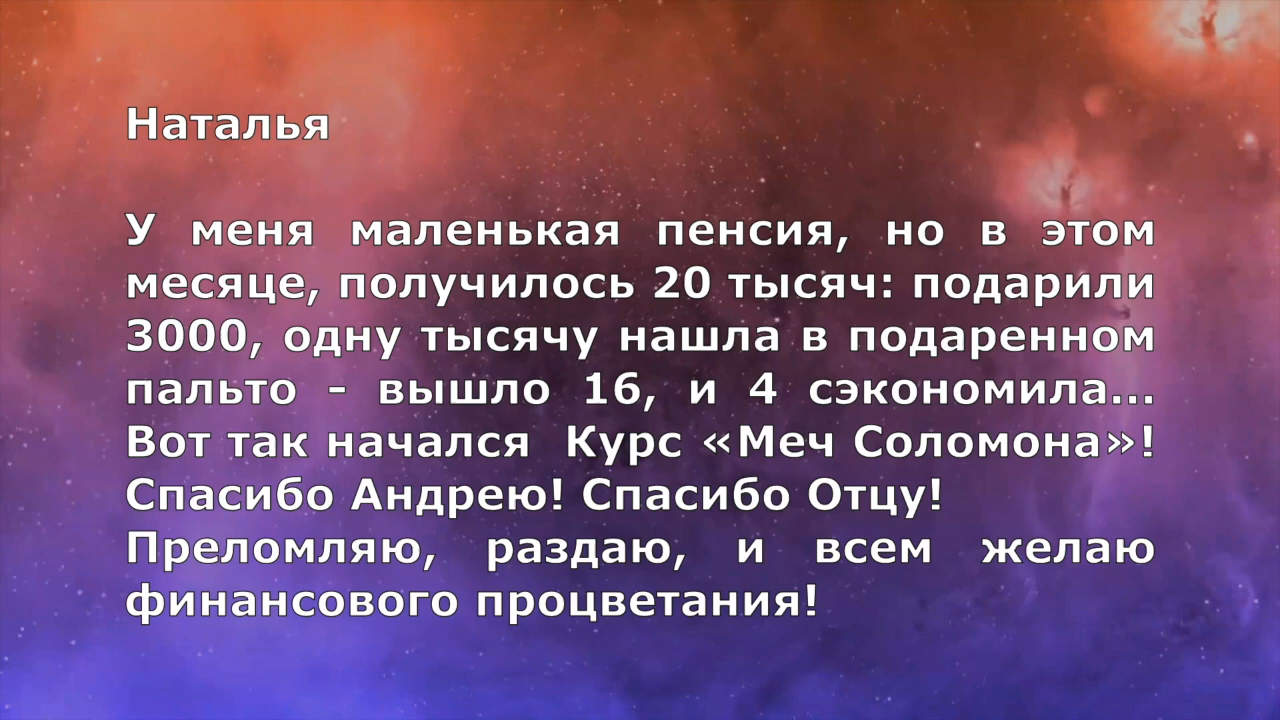 Наталья
У меня маленькая пенсия, но в этом
месяце, получилось 20 тысяч: подарили
3000, одну тысячу нашла в подаренном
пальто - вышло 16, и 4 сэкономила...
Вот так начался  Курс «Меч Соломона»!
Спасибо Андрею! Спасибо Отцу!
Преломляю, раздаю, и всем желаю
финансового процветания!